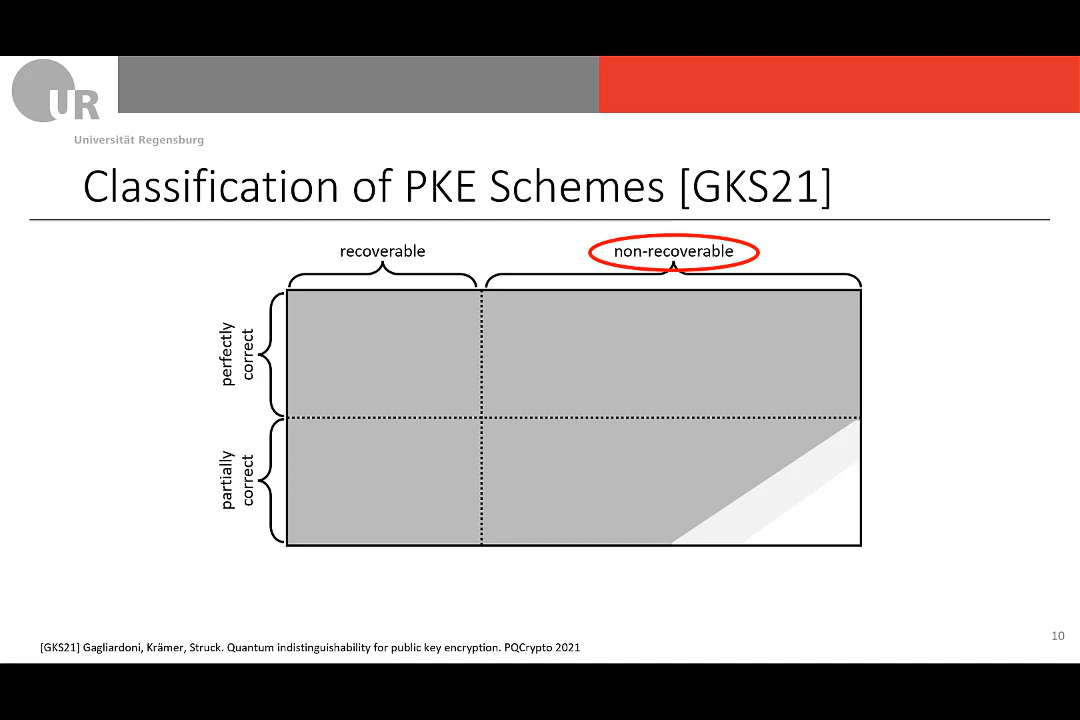 UR
Universität Regensburg
Classification of PKE Schemes [GKS21]
recoverable
non-recoverable
perfectly
correct
partially
correct
10
[GKS21] Gagliardoni, Krämer, Struck. Quantum indistinguishability for public key encryption. PQCrypto 2021